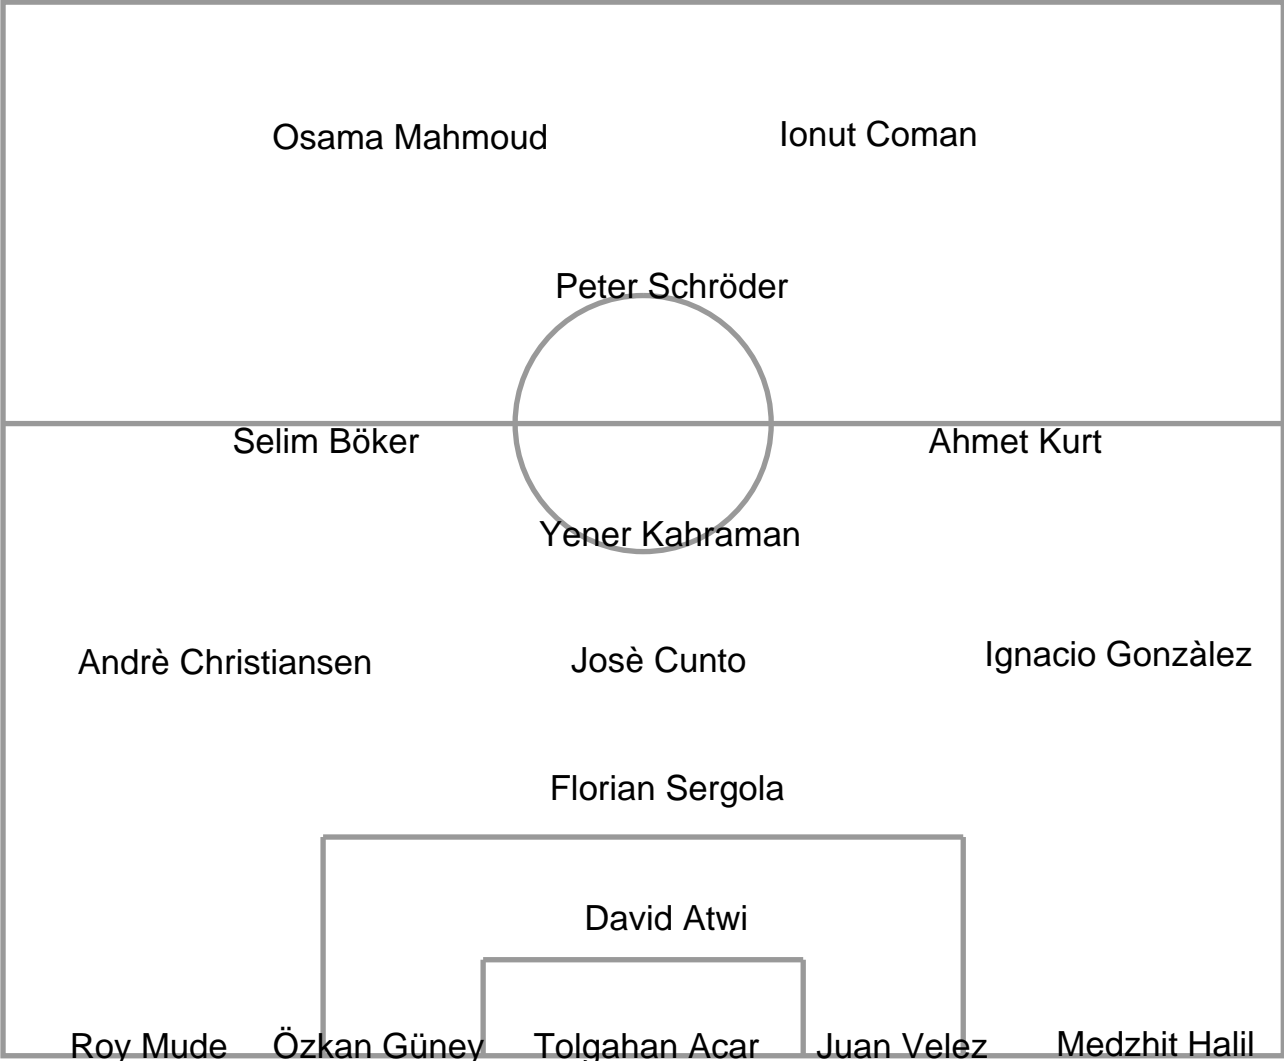 Osama Mahmoud
Ionut Coman
Peter Schröder
Selim Böker
Ahmet Kurt
Yener Kahraman
Andrè Christiansen
Josè Cunto
Ignacio Gonzàlez
Florian Sergola
David Atwi
Roy Mude
Özkan Güney
Tolgahan Acar
Juan Velez
Medzhit Halil